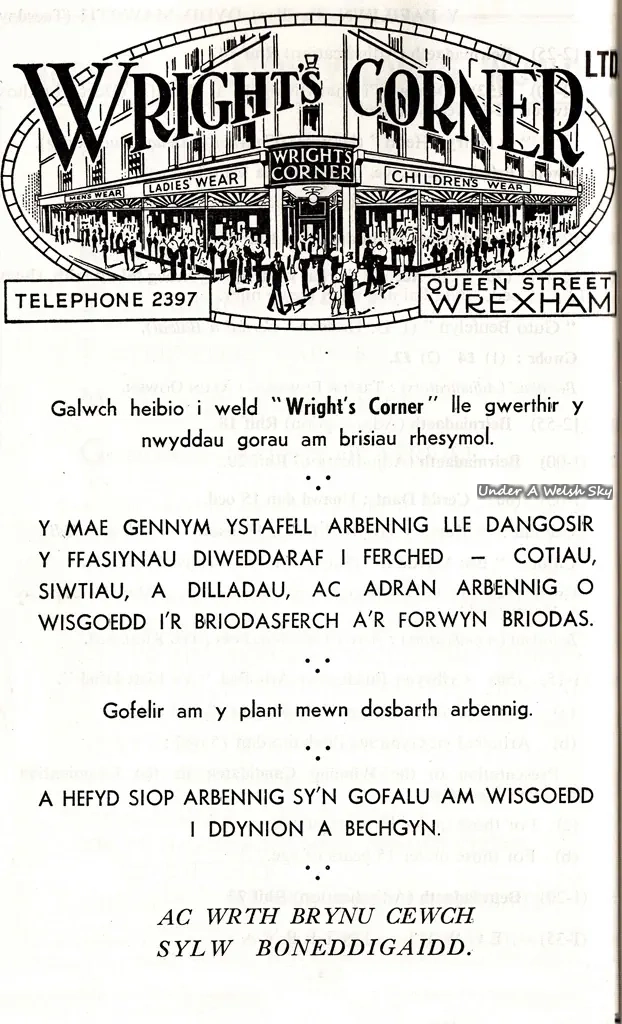 WRIGHT'S CORNER LTD
WRIGHT'S
CORNER
MEN'S WEAR
LADIES' WEAR
CHILDREN'S WEAR
TELEPHONE 2397
QUEEN STREET
WREXHAM
Galwch heibio i weld "Wright's Corner" lle gwerthir y
nwyddau gorau am brisiau rhesymol.
Under A Welsh Sky
Y MAE GENNYM YSTAFELL ARBENNIG LLE DANGOSIR
Y FFASIYNAU DIWEDDARAF I FERCHED – COTIAU,
SIWTIAU, A DILLADAU, AC ADRAN ARBENNIG O
WISGOEDD I'R BRIODASFERCH A'R FORWYN BRIODAS.
Gofelir am y plant mewn dosbarth arbennig.
A HEFYD SIOP ARBENNIG SY'N GOFALU AM WISGOEDD
I DDYNION A BECHGYN.
AC WRTH BRYNU CEWCH
SYLW BONEDDIGAIDD.